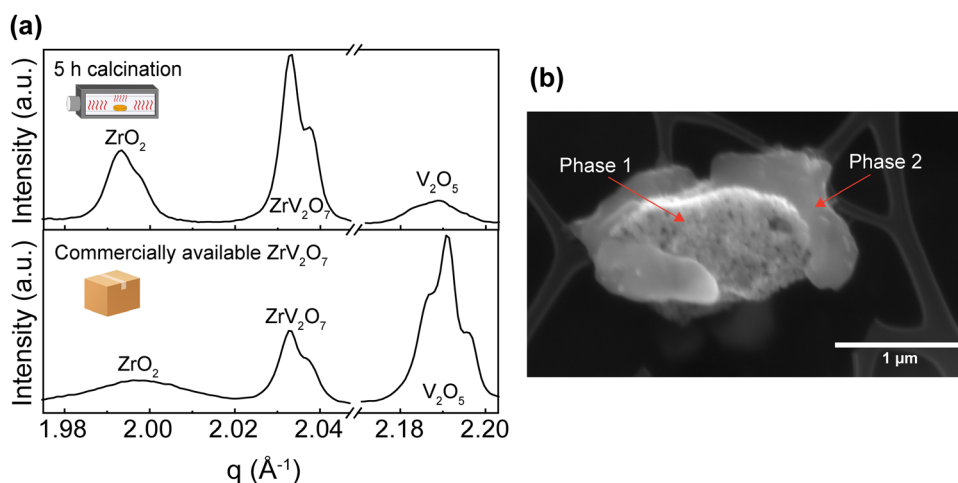 (a)
5 h calcination
ZrO₂
ZrV₂O₇
V₂O₅
Intensity (a.u.)
Commercially available ZrV₂O₇
ZrO₂
ZrV₂O₇
V₂O₅
Intensity (a.u.)
1.98 2.00 2.02 2.04 2.18 2.20
q (Å⁻¹)
(b)
Phase 1
Phase 2
1 µm